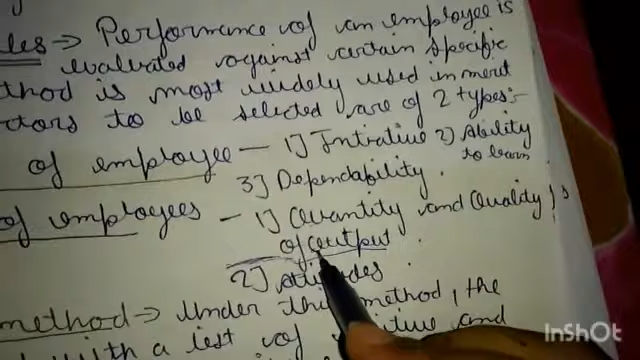 les => Performance of an employee is
evaluated against certain specific
thod is most widely used in merit
ctors to be selected are of 2 types:-
of employee - 1) Intiative 2) Ability
to learn
3) Dependability.
of employees - 1) Quantity and Quality
of output.
2) Attitudes.
method -> Under this method, the
with a list of and
InShOt